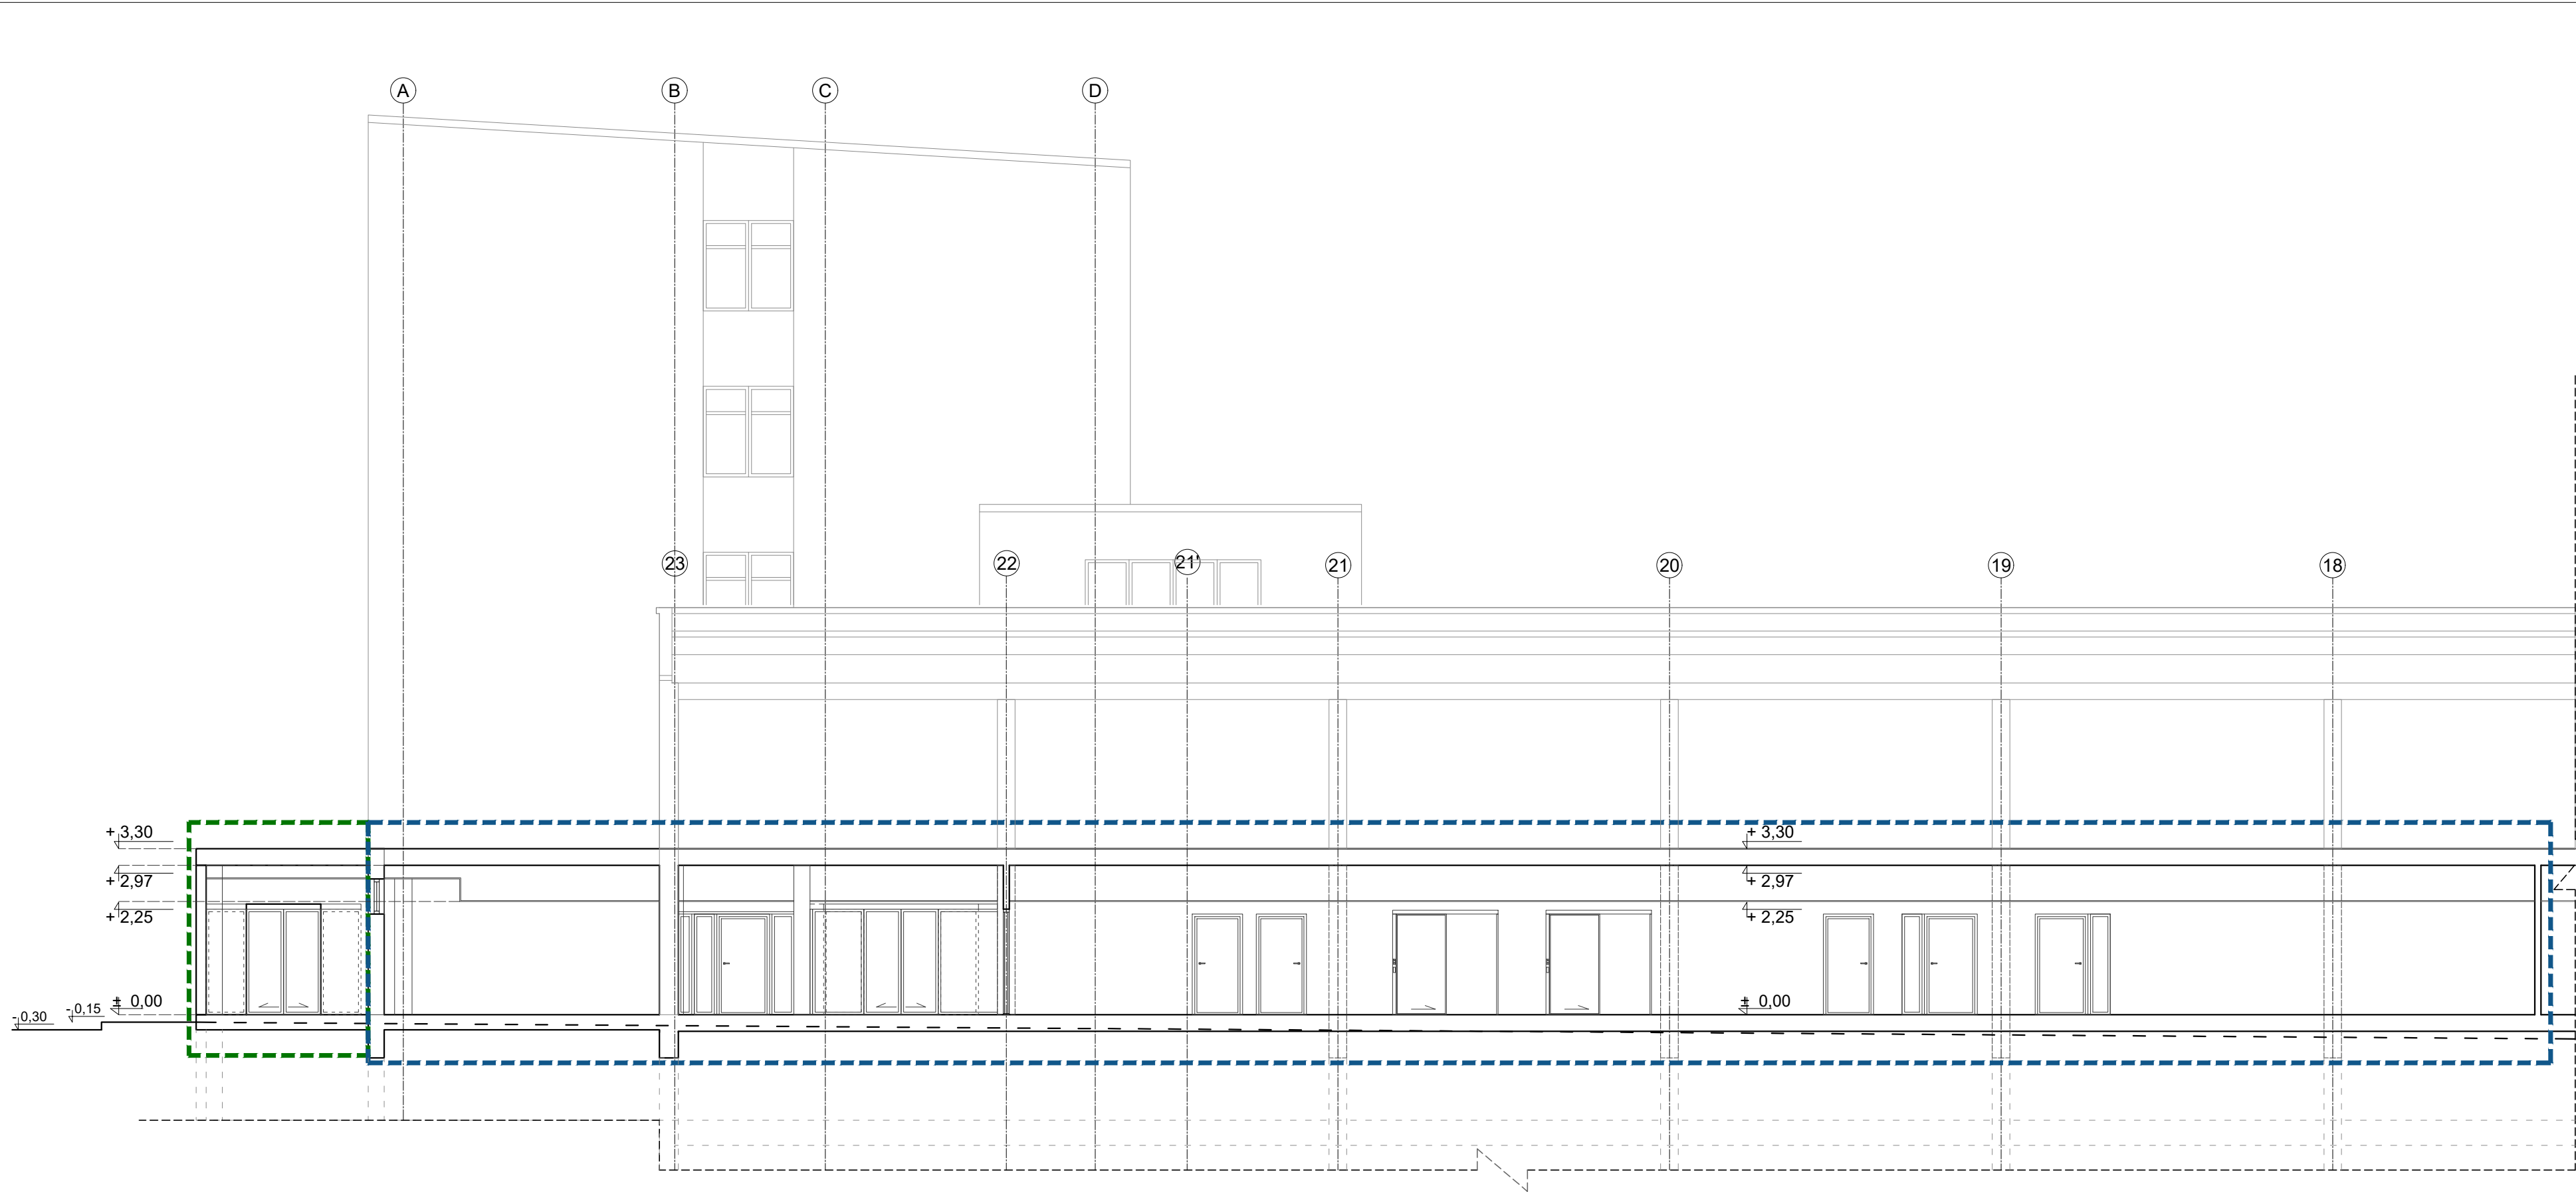 A B C D
23 22 21' 21 20 19 18
+ 3,30 + 3,30
+ 2,97 + 2,97
+ 2,25 + 2,25
± 0,00 ± 0,00
- 0,15
- 0,30